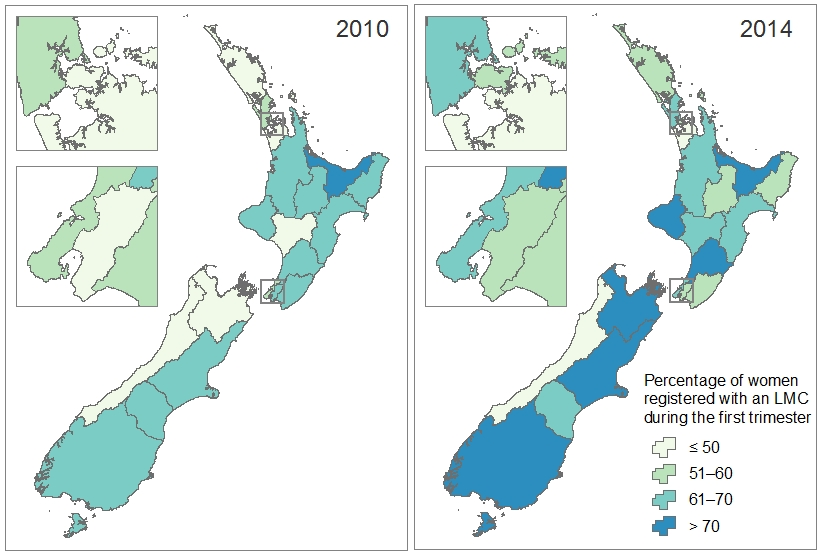 2010
2014
Percentage of women
registered with an LMC
during the first trimester
≤ 50
51–60
61–70
> 70